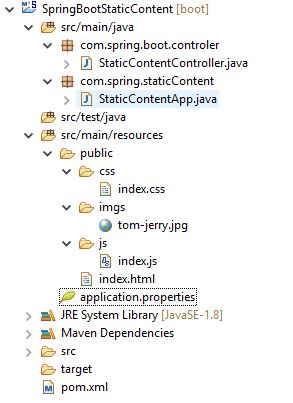 SpringBootStaticContent [boot]
src/main/java
com.spring.boot.controler
StaticContentController.java
com.spring.staticContent
StaticContentApp.java
src/test/java
src/main/resources
public
css
index.css
imgs
tom-jerry.jpg
js
index.js
index.html
application.properties
JRE System Library [JavaSE-1.8]
Maven Dependencies
src
target
pom.xml